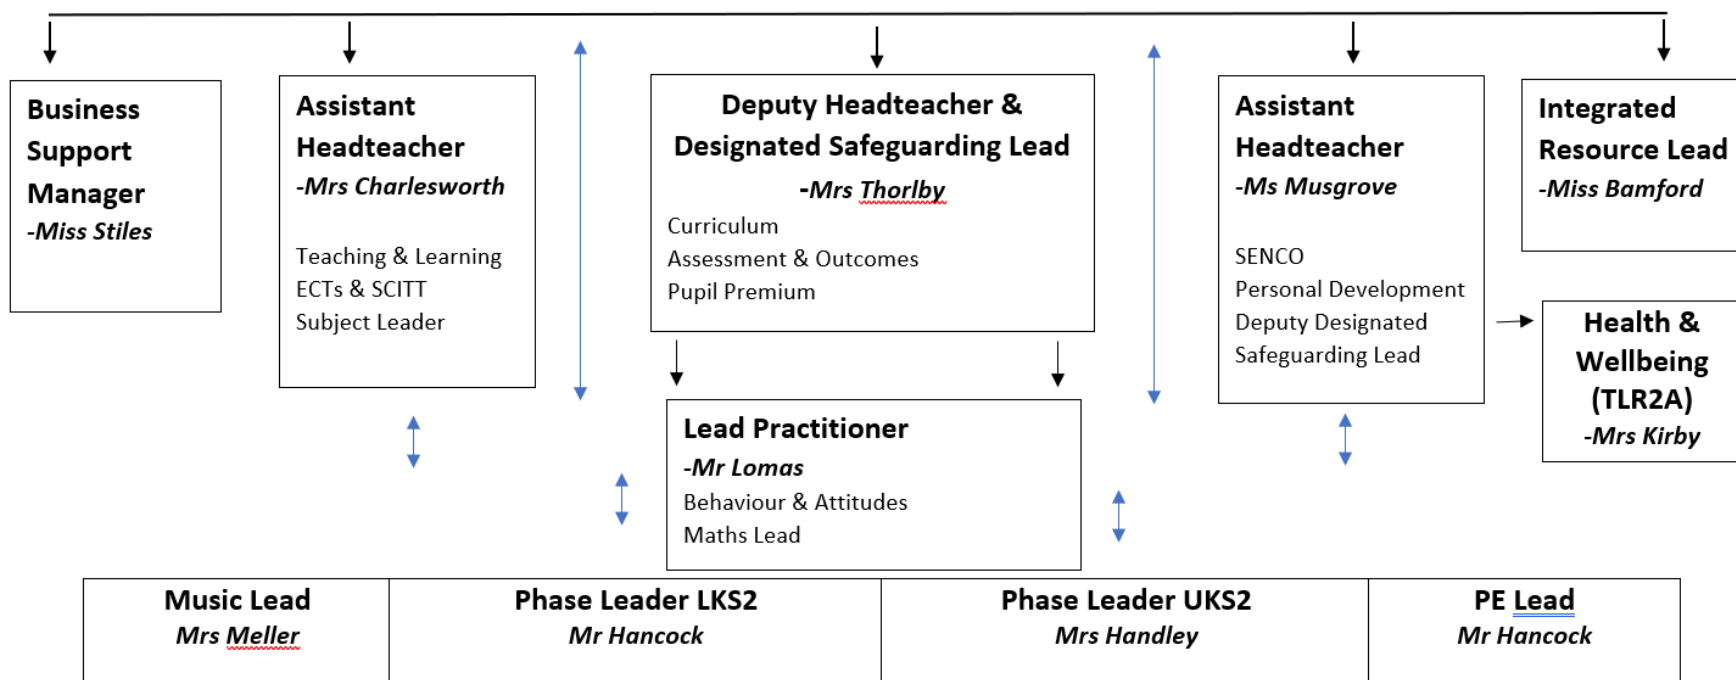 Business
Support
Manager
-Miss Stiles
Assistant
Headteacher
-Mrs Charlesworth
Teaching & Learning
ECTs & SCITT
Subject Leader
Deputy Headteacher &
Designated Safeguarding Lead
-Mrs Thorlby
Curriculum
Assessment & Outcomes
Pupil Premium
Assistant
Headteacher
-Ms Musgrove
SENCO
Personal Development
Deputy Designated
Safeguarding Lead
Integrated
Resource Lead
-Miss Bamford
Health &
Wellbeing
(TLR2A)
-Mrs Kirby
Lead Practitioner
-Mr Lomas
Behaviour & Attitudes
Maths Lead
Music Lead
Mrs Meller
Phase Leader LKS2
Mr Hancock
Phase Leader UKS2
Mrs Handley
PE Lead
Mr Hancock